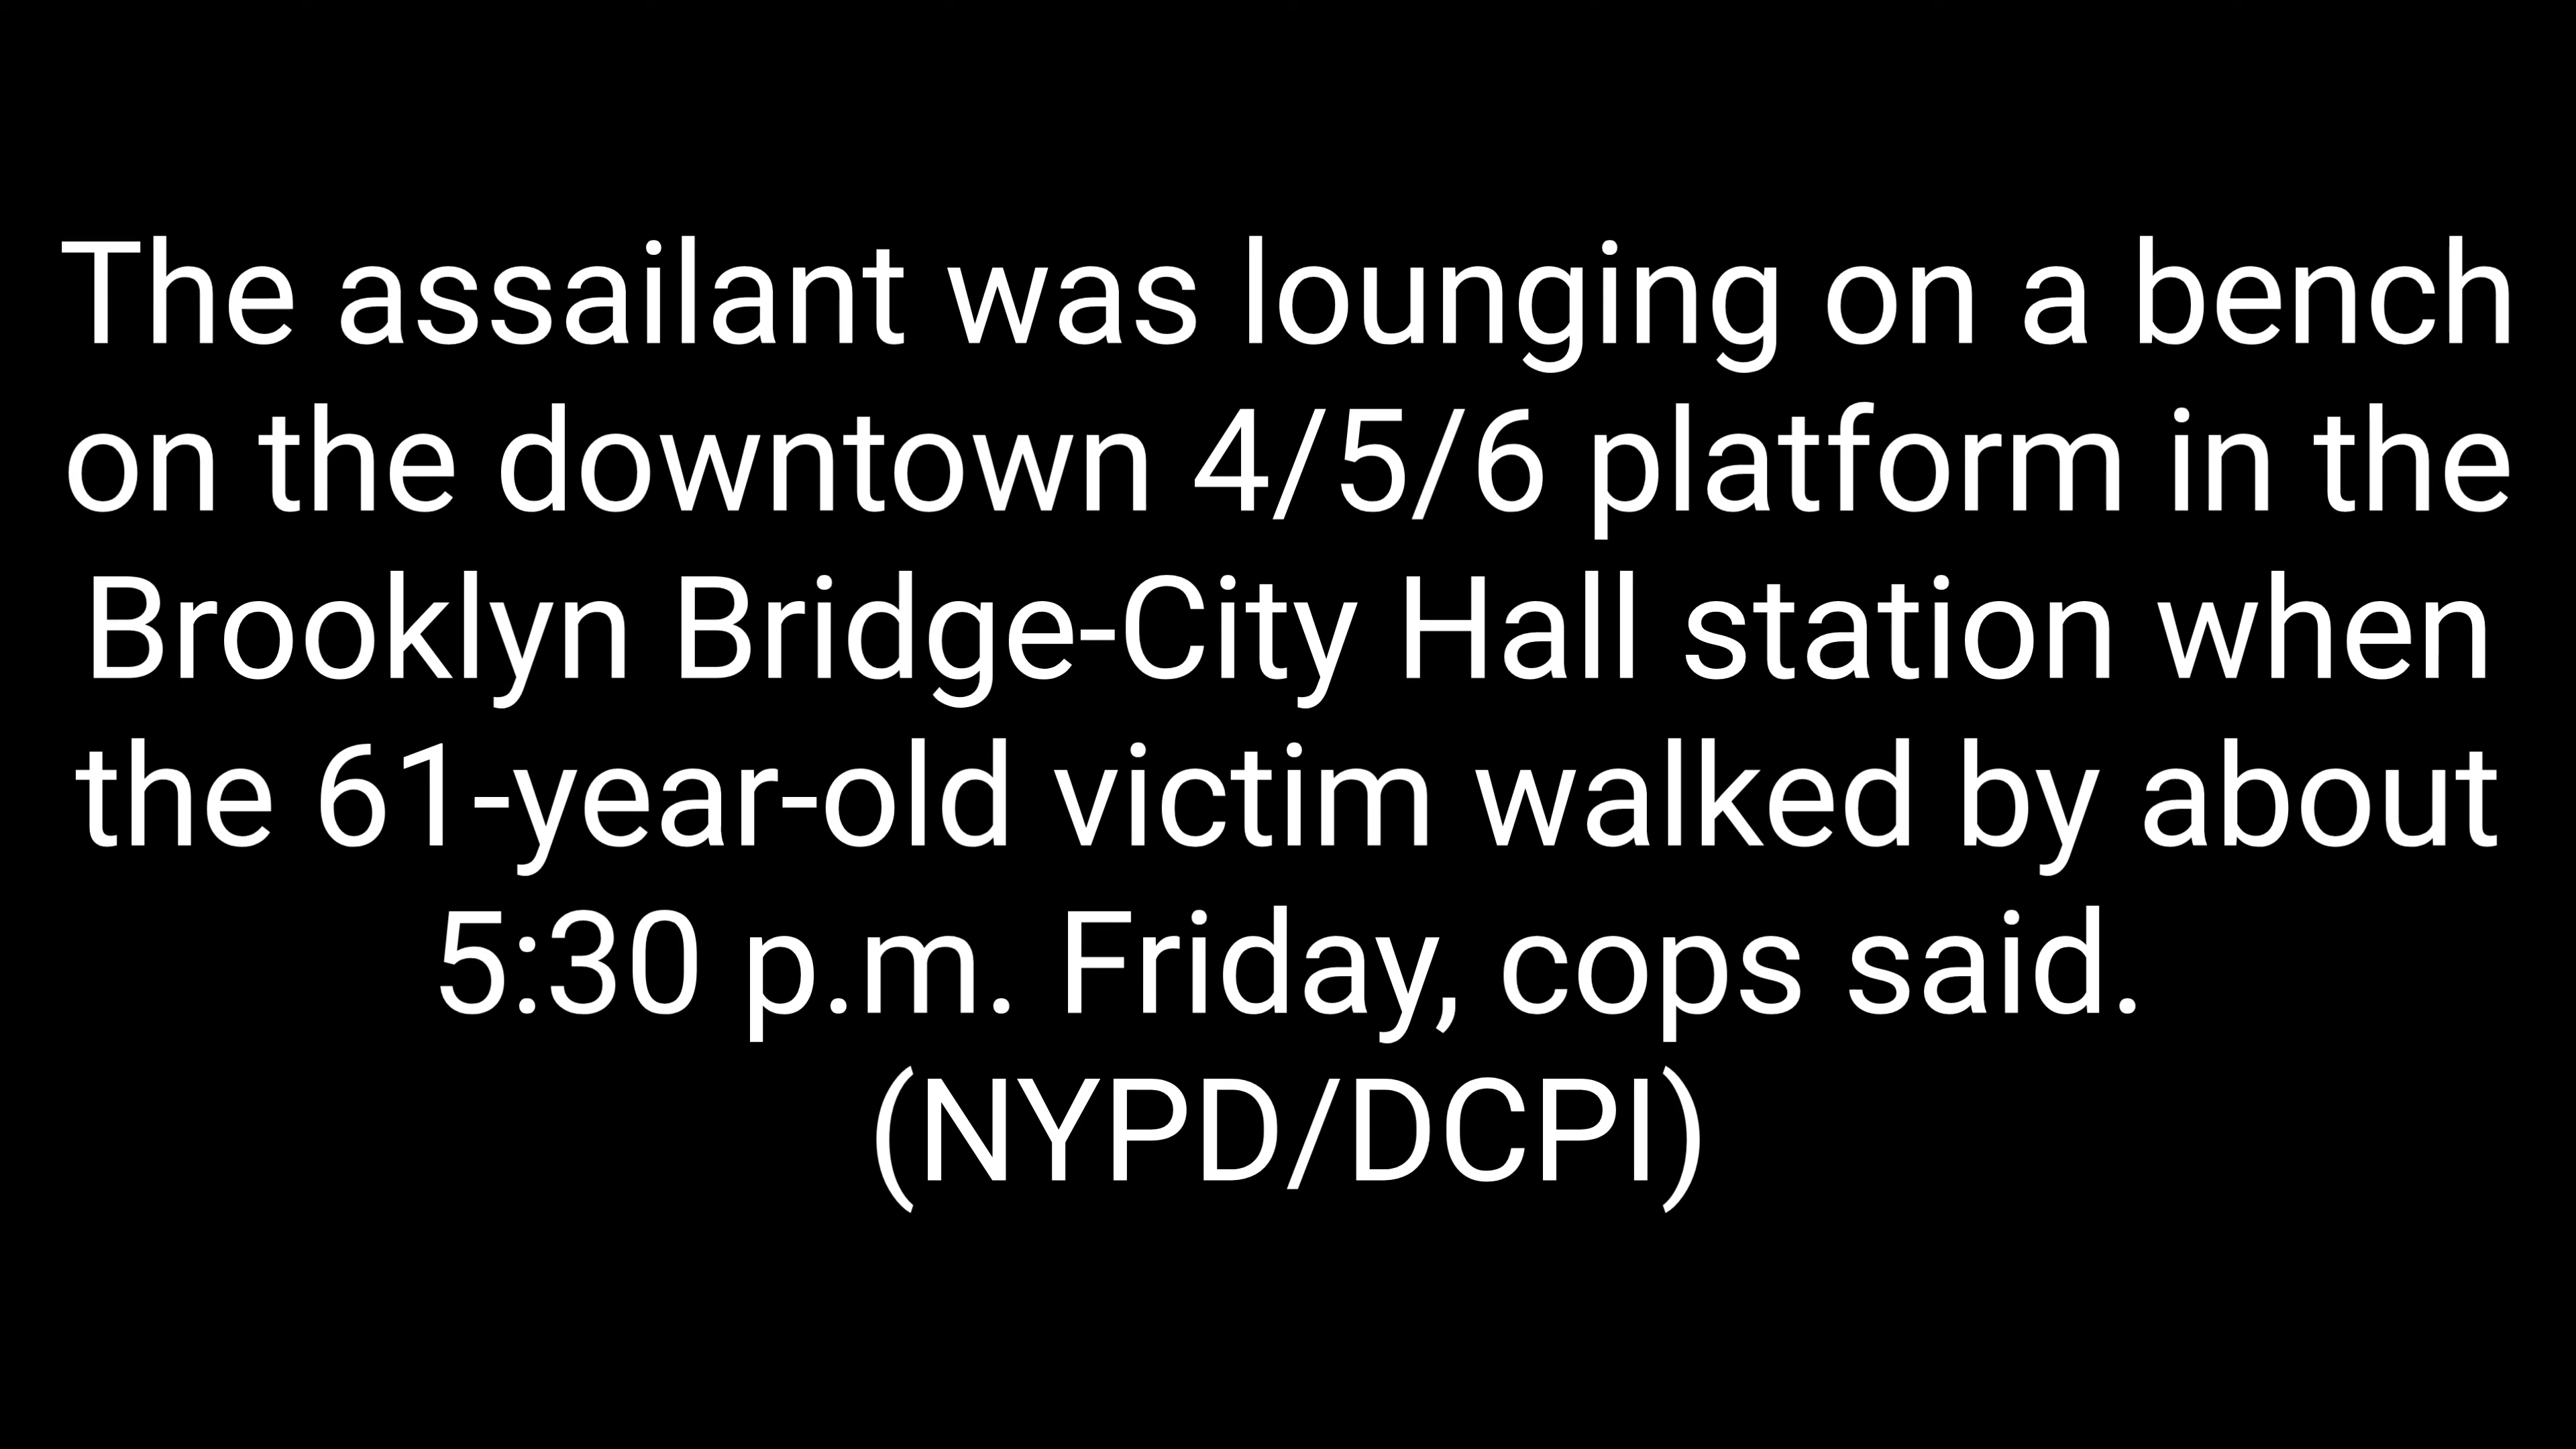 The assailant was lounging on a bench
on the downtown 4/5/6 platform in the
Brooklyn Bridge-City Hall station when
the 61-year-old victim walked by about
5:30 p.m. Friday, cops said.
(NYPD/DCPI)